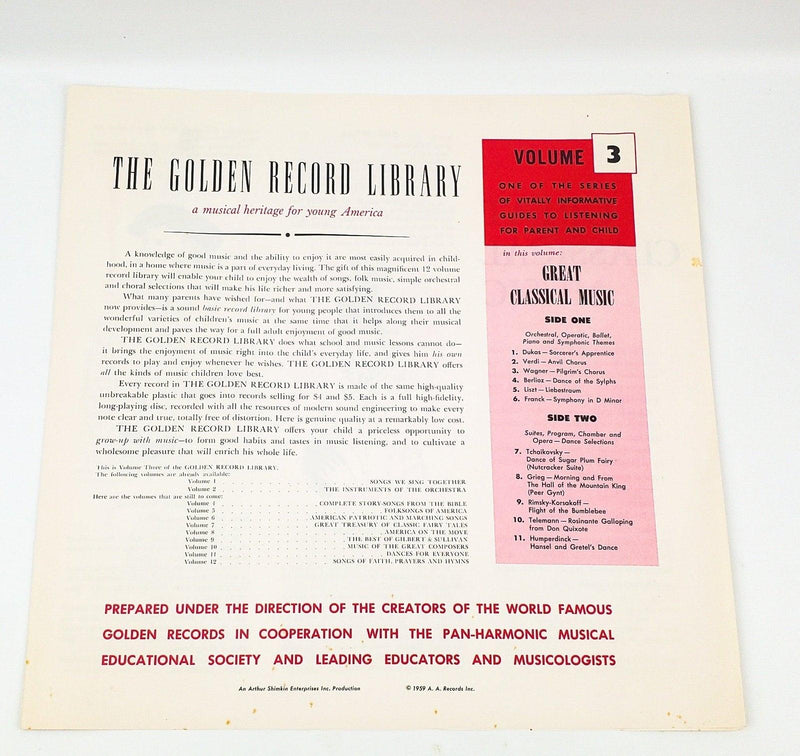 THE GOLDEN RECORD LIBRARY
a musical heritage for young America
A knowledge of good music and the ability to enjoy it are most easily acquired in child-
hood, in a home where music is a part of everyday living. The gift of this magnificent 12 volume
record library will enable your child to enjoy the wealth of songs, folk music, simple orchestral
and choral selections that will make his life richer and more satisfying.
What many parents have wished for—and what THE GOLDEN RECORD LIBRARY
now provides—is a sound basic record library for young people that introduces them to all the
wonderful varieties of children's music at the same time that it helps along their musical
development and paves the way for a full adult enjoyment of good music.
THE GOLDEN RECORD LIBRARY does what school and music lessons cannot do—
it brings the enjoyment of music right into the child's everyday life, and gives him his own
records to play and enjoy whenever he wishes. THE GOLDEN RECORD LIBRARY offers
all the kinds of music children love best.
Every record in THE GOLDEN RECORD LIBRARY is made of the same high-quality
unbreakable plastic that goes into records selling for $4 and $5. Each is a full high-fidelity,
long-playing disc, recorded with all the resources of modern sound engineering to make every
note clear and true, totally free of distortion. Here is genuine quality at a remarkably low cost.
THE GOLDEN RECORD LIBRARY offers your child a priceless opportunity to
grow-up with music—to form good habits and tastes in music listening, and to cultivate a
wholesome pleasure that will enrich his whole life.
This is Volume Three of the GOLDEN RECORD LIBRARY.
The following volumes are already available:
Volume 1 . . . SONGS WE SING TOGETHER
Volume 2 . . . THE INSTRUMENTS OF THE ORCHESTRA
Here are the volumes that are still to come:
Volume 4 . . . COMPLETE STORY-SONGS FROM THE BIBLE
Volume 5 . . . FOLKSONGS OF AMERICA
Volume 6 . . . AMERICAN PATRIOTIC AND MARCHING SONGS
Volume 7 . . . GREAT TREASURY OF CLASSIC FAIRY TALES
Volume 8 . . . AMERICA ON THE MOVE
Volume 9 . . . THE BEST OF GILBERT & SULLIVAN
Volume 10 . . . MUSIC OF THE GREAT COMPOSERS
Volume 11 . . . DANCES FOR EVERYONE
Volume 12 . . . SONGS OF FAITH, PRAYERS AND HYMNS
VOLUME 3
ONE OF THE SERIES
OF VITALLY INFORMATIVE
GUIDES TO LISTENING
FOR PARENT AND CHILD
in this volume:
GREAT
CLASSICAL MUSIC
SIDE ONE
Orchestral, Operatic, Ballet,
Piano and Symphonic Themes
1. Dukas—Sorcerer's Apprentice
2. Verdi—Anvil Chorus
3. Wagner—Pilgrim's Chorus
4. Berlioz—Dance of the Sylphs
5. Liszt—Liebestraum
6. Franck—Symphony in D Minor
SIDE TWO
Suites, Program, Chamber and
Opera—Dance Selections
7. Tchaikovsky—
Dance of Sugar Plum Fairy
(Nutcracker Suite)
8. Grieg—Morning and From
The Hall of the Mountain King
(Peer Gynt)
9. Rimsky-Korsakoff—
Flight of the Bumblebee
10. Telemann—Rosinante Galloping
from Don Quixote
11. Humperdinck—
Hansel and Gretel's Dance
PREPARED UNDER THE DIRECTION OF THE CREATORS OF THE WORLD FAMOUS
GOLDEN RECORDS IN COOPERATION WITH THE PAN-HARMONIC MUSICAL
EDUCATIONAL SOCIETY AND LEADING EDUCATORS AND MUSICOLOGISTS
An Arthur Shimkin Enterprises Inc. Production © 1959 A. A. Records Inc.